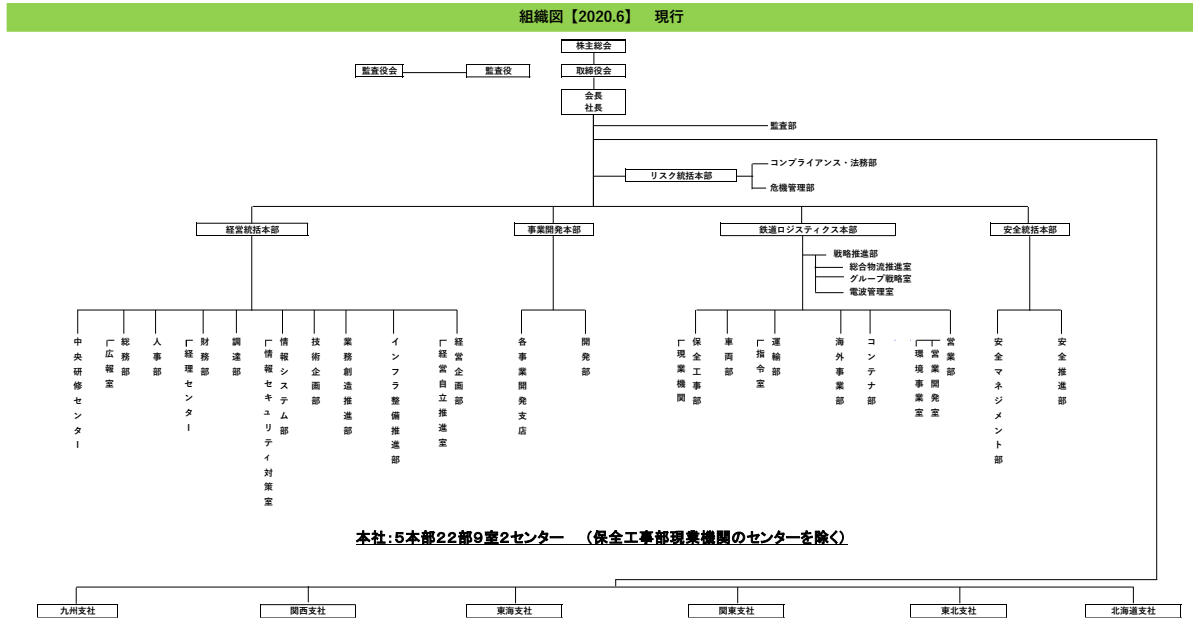 組織図【2020.6】　現行
株主総会
監査役会
監査役
取締役会
会長
社長
監査部
リスク統括本部
コンプライアンス・法務部
危機管理部
経営統括本部
事業開発本部
鉄道ロジスティクス本部
安全統括本部
戦略推進部
総合物流推進室
グループ戦略室
電波管理室
中央研修センター
広報室
総務部
人事部
経理センター
財務部
調達部
情報セキュリティ対策室
情報システム部
技術企画部
業務創造推進部
インフラ整備推進部
経営自立推進室
経営企画部
各事業開発支店
開発部
現業機関
保全工事部
車両部
指令室
運輸部
海外事業部
コンテナ部
環境事業室
営業開発室
営業部
安全マネジメント部
安全推進部
本社：5本部22部9室2センター　（保全工事部現業機関のセンターを除く）
九州支社
関西支社
東海支社
関東支社
東北支社
北海道支社